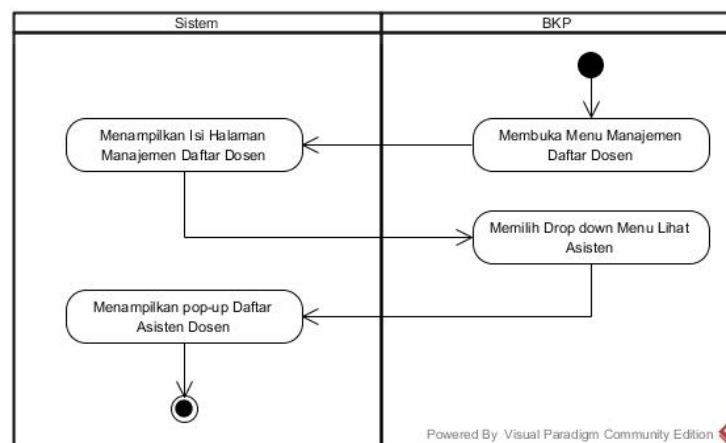 Sistem
BKP
Membuka Menu Manajemen
Daftar Dosen
Menampilkan Isi Halaman
Manajemen Daftar Dosen
Memilih Drop down Menu Lihat
Asisten
Menampilkan pop-up Daftar
Asisten Dosen
Powered By Visual Paradigm Community Edition